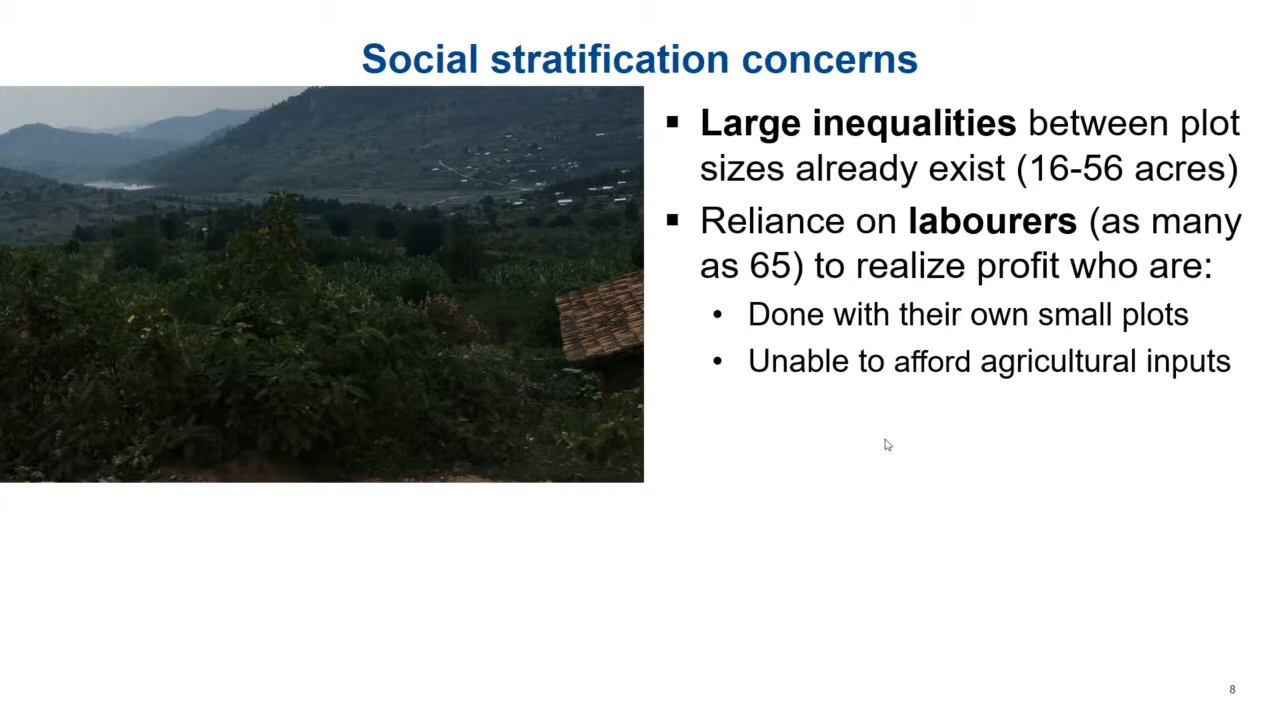 Social stratification concerns
▪ Large inequalities between plot
sizes already exist (16-56 acres)
▪ Reliance on labourers (as many
as 65) to realize profit who are:
• Done with their own small plots
• Unable to afford agricultural inputs
8